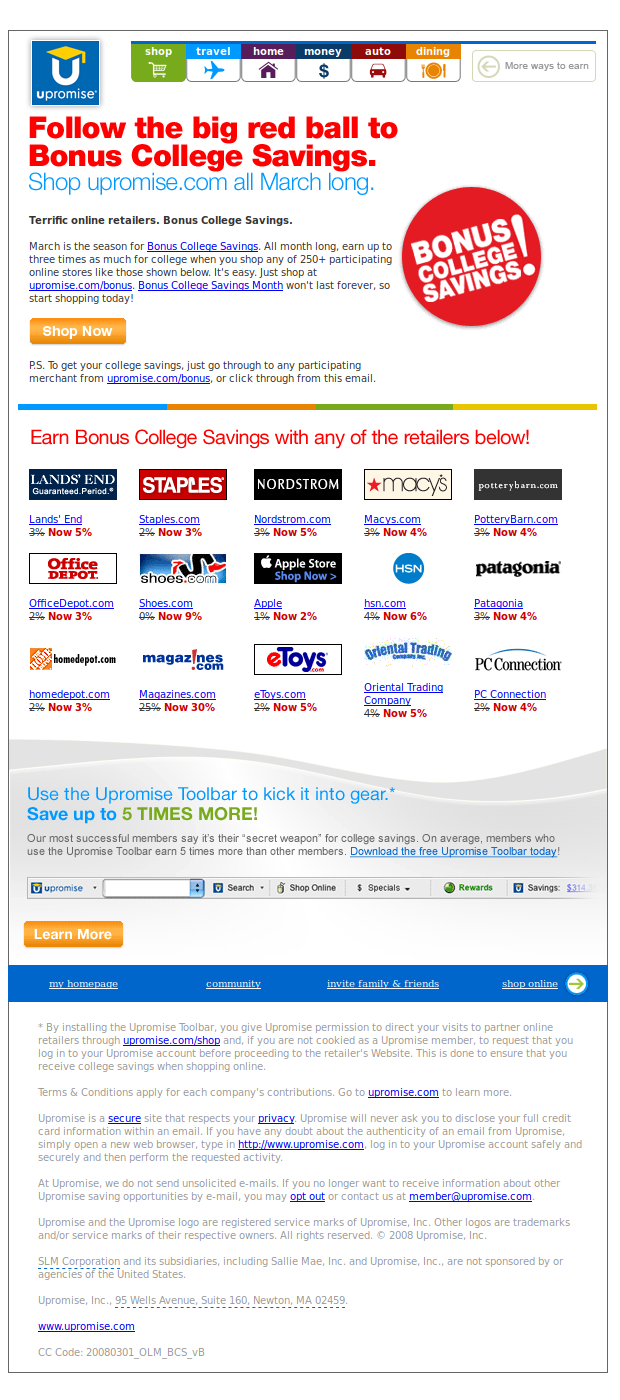 upromise®
shop travel home money auto dining
More ways to earn
Follow the big red ball to
Bonus College Savings.
Shop upromise.com all March long.
BONUS
COLLEGE
SAVINGS!
Terrific online retailers. Bonus College Savings.
March is the season for Bonus College Savings. All month long, earn up to
three times as much for college when you shop any of 250+ participating
online stores like those shown below. It's easy. Just shop at
upromise.com/bonus. Bonus College Savings Month won't last forever, so
start shopping today!
Shop Now
P.S. To get your college savings, just go through to any participating
merchant from upromise.com/bonus, or click through from this email.
Earn Bonus College Savings with any of the retailers below!
LANDS' END
Guaranteed.Period.®
STAPLES
NORDSTROM
macy's
potterybarn.com
Lands' End Staples.com Nordstrom.com Macys.com PotteryBarn.com
3% Now 5% 2% Now 3% 3% Now 5% 3% Now 4% 3% Now 4%
Office
DEPOT.
shoes.com
Apple Store
Shop Now >
HSN
patagonia®
OfficeDepot.com Shoes.com Apple hsn.com Patagonia
2% Now 3% 0% Now 9% 1% Now 2% 4% Now 6% 3% Now 4%
homedepot.com
magaz!nes
.com
eToys
.com
Oriental Trading
Company, Inc.
PC Connection
homedepot.com Magazines.com eToys.com Oriental Trading
Company
PC Connection
2% Now 3% 25% Now 30% 2% Now 5% 4% Now 5% 2% Now 4%
Use the Upromise Toolbar to kick it into gear.*
Save up to 5 TIMES MORE!
Our most successful members say it's their “secret weapon” for college savings. On average, members who
use the Upromise Toolbar earn 5 times more than other members. Download the free Upromise Toolbar today!
upromise Search Shop Online $ Specials Rewards Savings: $314.
Learn More
my homepage community invite family & friends shop online
* By installing the Upromise Toolbar, you give Upromise permission to direct your visits to partner online
retailers through upromise.com/shop and, if you are not cookied as a Upromise member, to request that you
log in to your Upromise account before proceeding to the retailer's Website. This is done to ensure that you
receive college savings when shopping online.
Terms & Conditions apply for each company's contributions. Go to upromise.com to learn more.
Upromise is a secure site that respects your privacy. Upromise will never ask you to disclose your full credit
card information within an email. If you have any doubt about the authenticity of an email from Upromise,
simply open a new web browser, type in http://www.upromise.com, log in to your Upromise account safely and
securely and then perform the requested activity.
At Upromise, we do not send unsolicited e-mails. If you no longer want to receive information about other
Upromise saving opportunities by e-mail, you may opt out or contact us at member@upromise.com.
Upromise and the Upromise logo are registered service marks of Upromise, Inc. Other logos are trademarks
and/or service marks of their respective owners. All rights reserved. © 2008 Upromise, Inc.
SLM Corporation and its subsidiaries, including Sallie Mae, Inc. and Upromise, Inc., are not sponsored by or
agencies of the United States.
Upromise, Inc., 95 Wells Avenue, Suite 160, Newton, MA 02459.
www.upromise.com
CC Code: 20080301_OLM_BCS_vB